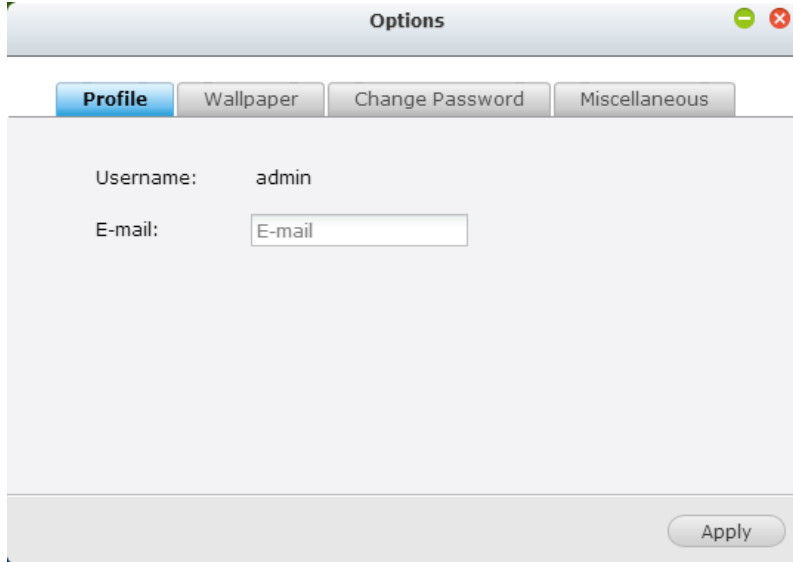 Options
Profile Wallpaper Change Password Miscellaneous
Username: admin
E-mail: E-mail
Apply